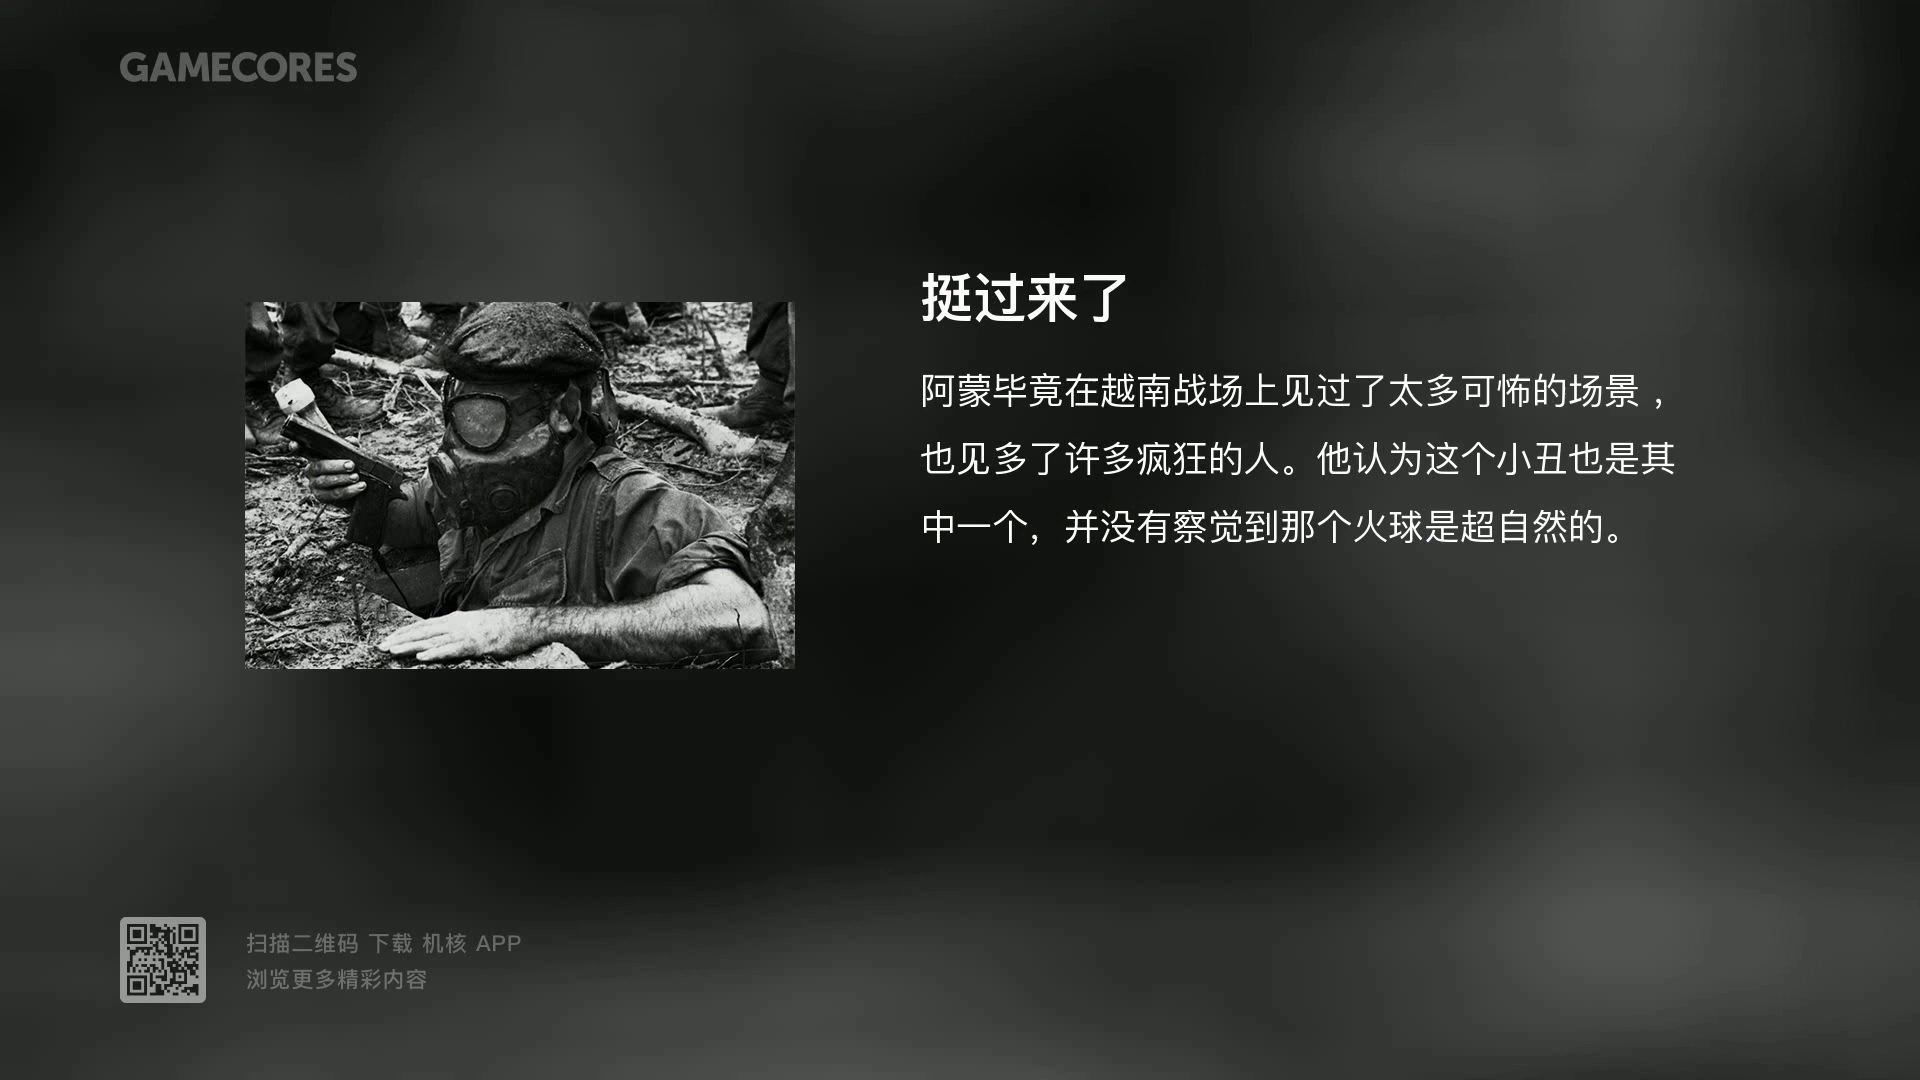 GAMECORES
挺过来了
阿蒙毕竟在越南战场上见过了太多可怖的场景，
也见多了许多疯狂的人。他认为这个小丑也是其
中一个，并没有察觉到那个火球是超自然的。
扫描二维码 下载 机核 APP
浏览更多精彩内容